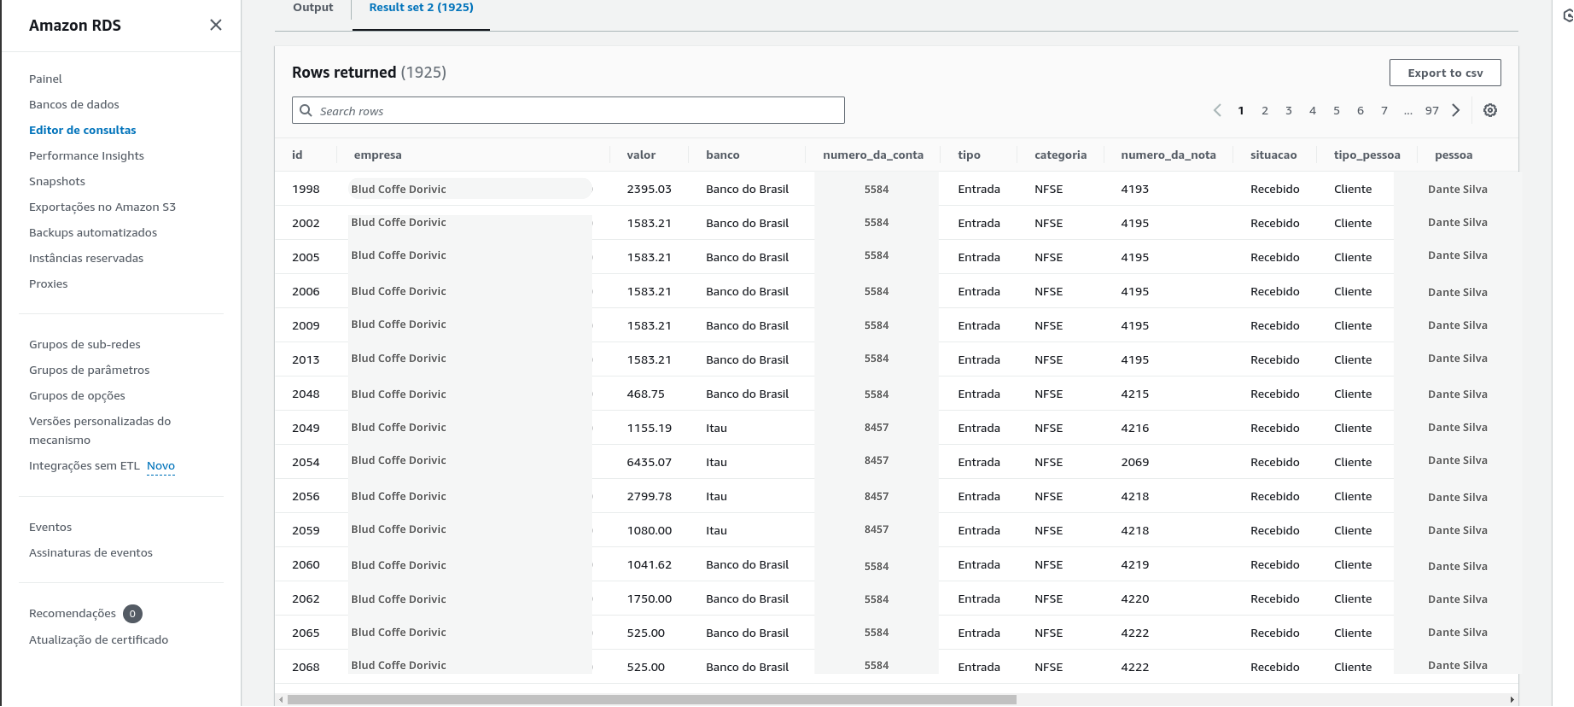 Amazon RDS
Painel
Bancos de dados
Editor de consultas
Performance Insights
Snapshots
Exportações no Amazon S3
Backups automatizados
Instâncias reservadas
Proxies
Grupos de sub-redes
Grupos de parâmetros
Grupos de opções
Versões personalizadas do
mecanismo
Integrações sem ETL Novo
Eventos
Assinaturas de eventos
Recomendações 0
Atualização de certificado
Output Result set 2 (1925)
Rows returned (1925) Export to csv
Search rows 1 2 3 4 5 6 7 ... 97
id empresa valor banco numero_da_conta tipo categoria numero_da_nota situacao tipo_pessoa pessoa
1998 Blud Coffe Dorivic 2395.03 Banco do Brasil 5584 Entrada NFSE 4193 Recebido Cliente Dante Silva
2002 Blud Coffe Dorivic 1583.21 Banco do Brasil 5584 Entrada NFSE 4195 Recebido Cliente Dante Silva
2005 Blud Coffe Dorivic 1583.21 Banco do Brasil 5584 Entrada NFSE 4195 Recebido Cliente Dante Silva
2006 Blud Coffe Dorivic 1583.21 Banco do Brasil 5584 Entrada NFSE 4195 Recebido Cliente Dante Silva
2009 Blud Coffe Dorivic 1583.21 Banco do Brasil 5584 Entrada NFSE 4195 Recebido Cliente Dante Silva
2013 Blud Coffe Dorivic 1583.21 Banco do Brasil 5584 Entrada NFSE 4195 Recebido Cliente Dante Silva
2048 Blud Coffe Dorivic 468.75 Banco do Brasil 5584 Entrada NFSE 4215 Recebido Cliente Dante Silva
2049 Blud Coffe Dorivic 1155.19 Itau 8457 Entrada NFSE 4216 Recebido Cliente Dante Silva
2054 Blud Coffe Dorivic 6435.07 Itau 8457 Entrada NFSE 2069 Recebido Cliente Dante Silva
2056 Blud Coffe Dorivic 2799.78 Itau 8457 Entrada NFSE 4218 Recebido Cliente Dante Silva
2059 Blud Coffe Dorivic 1080.00 Itau 8457 Entrada NFSE 4218 Recebido Cliente Dante Silva
2060 Blud Coffe Dorivic 1041.62 Banco do Brasil 5584 Entrada NFSE 4219 Recebido Cliente Dante Silva
2062 Blud Coffe Dorivic 1750.00 Banco do Brasil 5584 Entrada NFSE 4220 Recebido Cliente Dante Silva
2065 Blud Coffe Dorivic 525.00 Banco do Brasil 5584 Entrada NFSE 4222 Recebido Cliente Dante Silva
2068 Blud Coffe Dorivic 525.00 Banco do Brasil 5584 Entrada NFSE 4222 Recebido Cliente Dante Silva